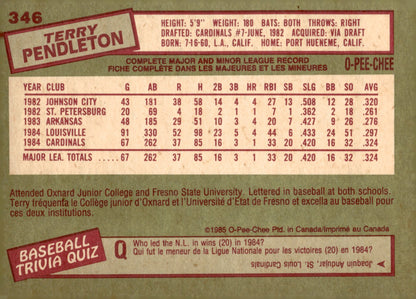 346
TERRY
PENDLETON
HEIGHT: 5'9" WEIGHT: 180 BATS: BOTH THROWS: RIGHT
DRAFTED: CARDINALS #7-JUNE, 1982 ACQUIRED: VIA DRAFT
BORN: 7-16-60, L.A., CALIF. HOME: PORT HUENEME, CALIF.
COMPLETE MAJOR AND MINOR LEAGUE RECORD
FICHE COMPLÈTE DANS LES MAJEURES ET LES MINEURES
O-PEE-CHEE
YEAR CLUB G AB R H 2B 3B HR RBI SB SLG BB SO AVG
1982 JOHNSON CITY 43 181 38 58 14 4 4 27 13 .508 12 28 .320
1982 ST. PETERSBURG 20 69 4 18 2 1 1 7 1 .362 2 .261
1983 ARKANSAS 48 185 29 51 10 3 4 20 7 .427 9 26 .276
1984 LOUISVILLE 91 330 52 98 23 5 4 44 6 .433 24 51 .297
1984 CARDINALS 67 262 37 85 16 3 1 33 20 .420 16 32 .324
MAJOR LEA. TOTALS 67 262 37 85 16 3 1 33 20 .420 16 32 .324
Attended Oxnard Junior College and Fresno State University. Lettered in baseball at both schools.
Terry fréquenta le Collège junior d'Oxnard et l'Université d'État de Fresno et excella au baseball pour
ces deux institutions.
©1985 O-Pee-Chee Ptd. in Canada/Imprimé au Canada
BASEBALL
TRIVIA QUIZ
Q
Who led the N.L. in wins (20) in 1984?
Qui fut le meneur de la Ligue Nationale pour les victoires (20) en 1984?
Joaquin Andujar, St. Louis Cardinals